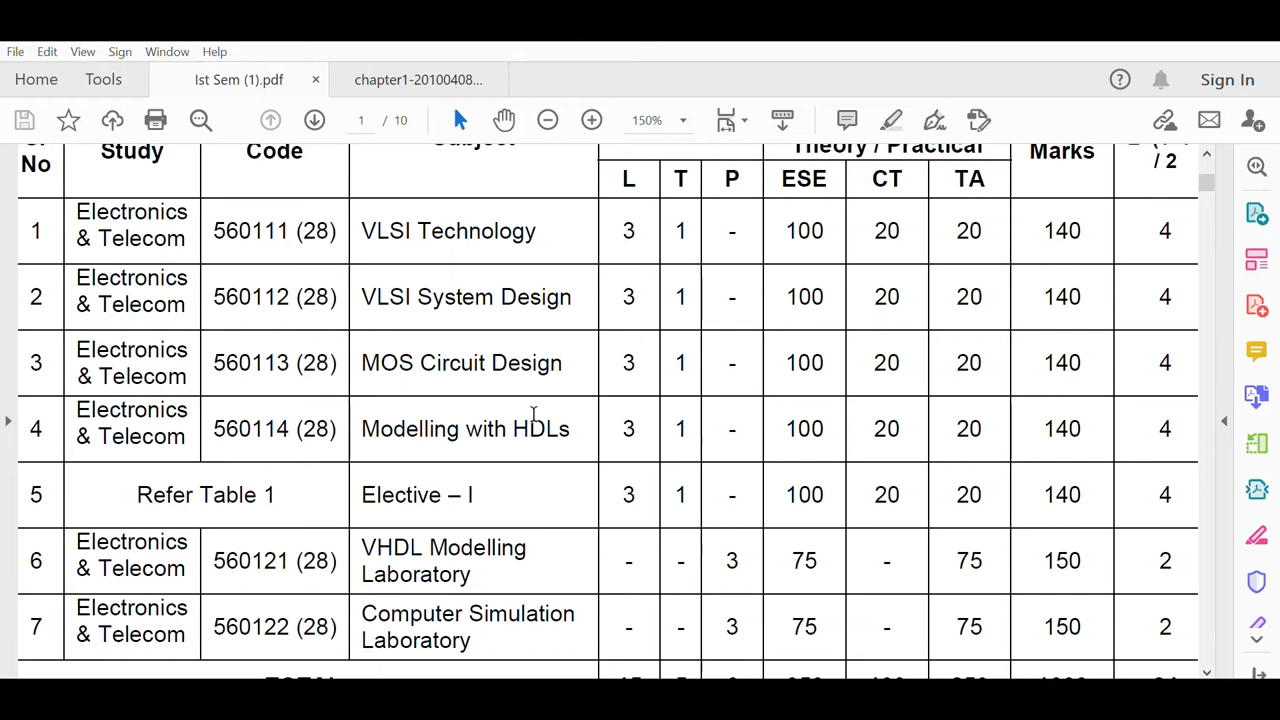 File Edit View Sign Window Help
Home Tools Ist Sem (1).pdf × chapter1-20100408... Sign In
1 / 10 150%
No Study Code Subject Theory / Practical Marks / 2
L T P ESE CT TA
1 Electronics & Telecom 560111 (28) VLSI Technology 3 1 - 100 20 20 140 4
2 Electronics & Telecom 560112 (28) VLSI System Design 3 1 - 100 20 20 140 4
3 Electronics & Telecom 560113 (28) MOS Circuit Design 3 1 - 100 20 20 140 4
4 Electronics & Telecom 560114 (28) Modelling with HDLs 3 1 - 100 20 20 140 4
5 Refer Table 1 Elective – I 3 1 - 100 20 20 140 4
6 Electronics & Telecom 560121 (28) VHDL Modelling Laboratory - - 3 75 - 75 150 2
7 Electronics & Telecom 560122 (28) Computer Simulation Laboratory - - 3 75 - 75 150 2